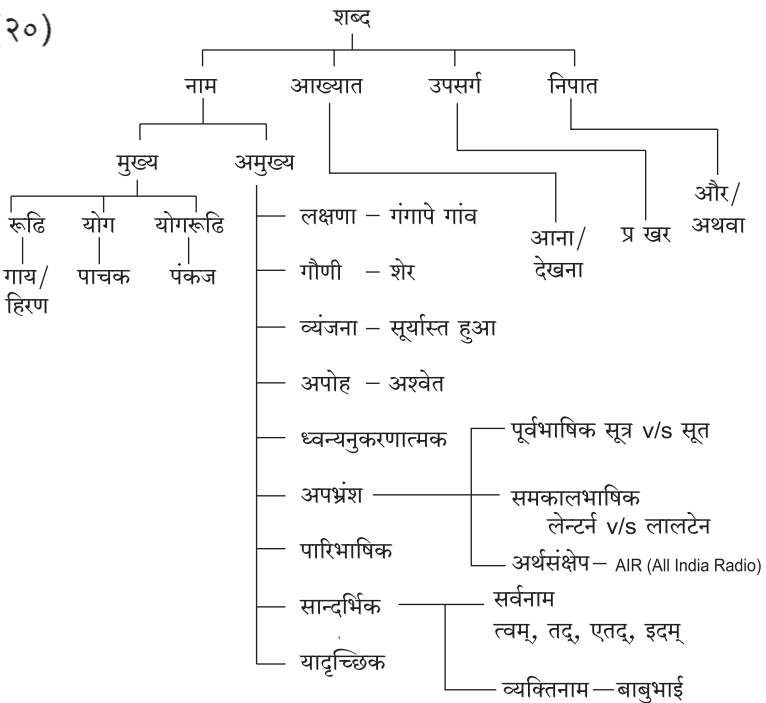 २०)
शब्द
नाम आख्यात उपसर्ग निपात
मुख्य अमुख्य
रूढि योग योगरूढि
गाय/
हिरण
पाचक पंकज
आना/
देखना
प्र खर
और/
अथवा
लक्षणा – गंगापे गांव
गौणी – शेर
व्यंजना – सूर्यास्त हुआ
अपोह – अश्वेत
ध्वन्यनुकरणात्मक
अपभ्रंश
पूर्वभाषिक सूत्र v/s सूत
समकालभाषिक
लेन्टर्न v/s लालटेन
अर्थसंक्षेप – AIR (All India Radio)
पारिभाषिक
सान्दर्भिक
सर्वनाम
त्वम्, तद्, एतद्, इदम्
व्यक्तिनाम – बाबुभाई
यादृच्छिक